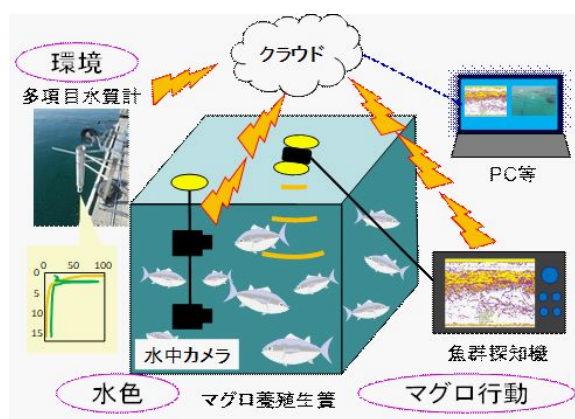 環境
多項目水質計
クラウド
PC等
0 50 100
0
5
10
15
水中カメラ
魚群探知機
水色
マグロ養殖生簀
マグロ行動